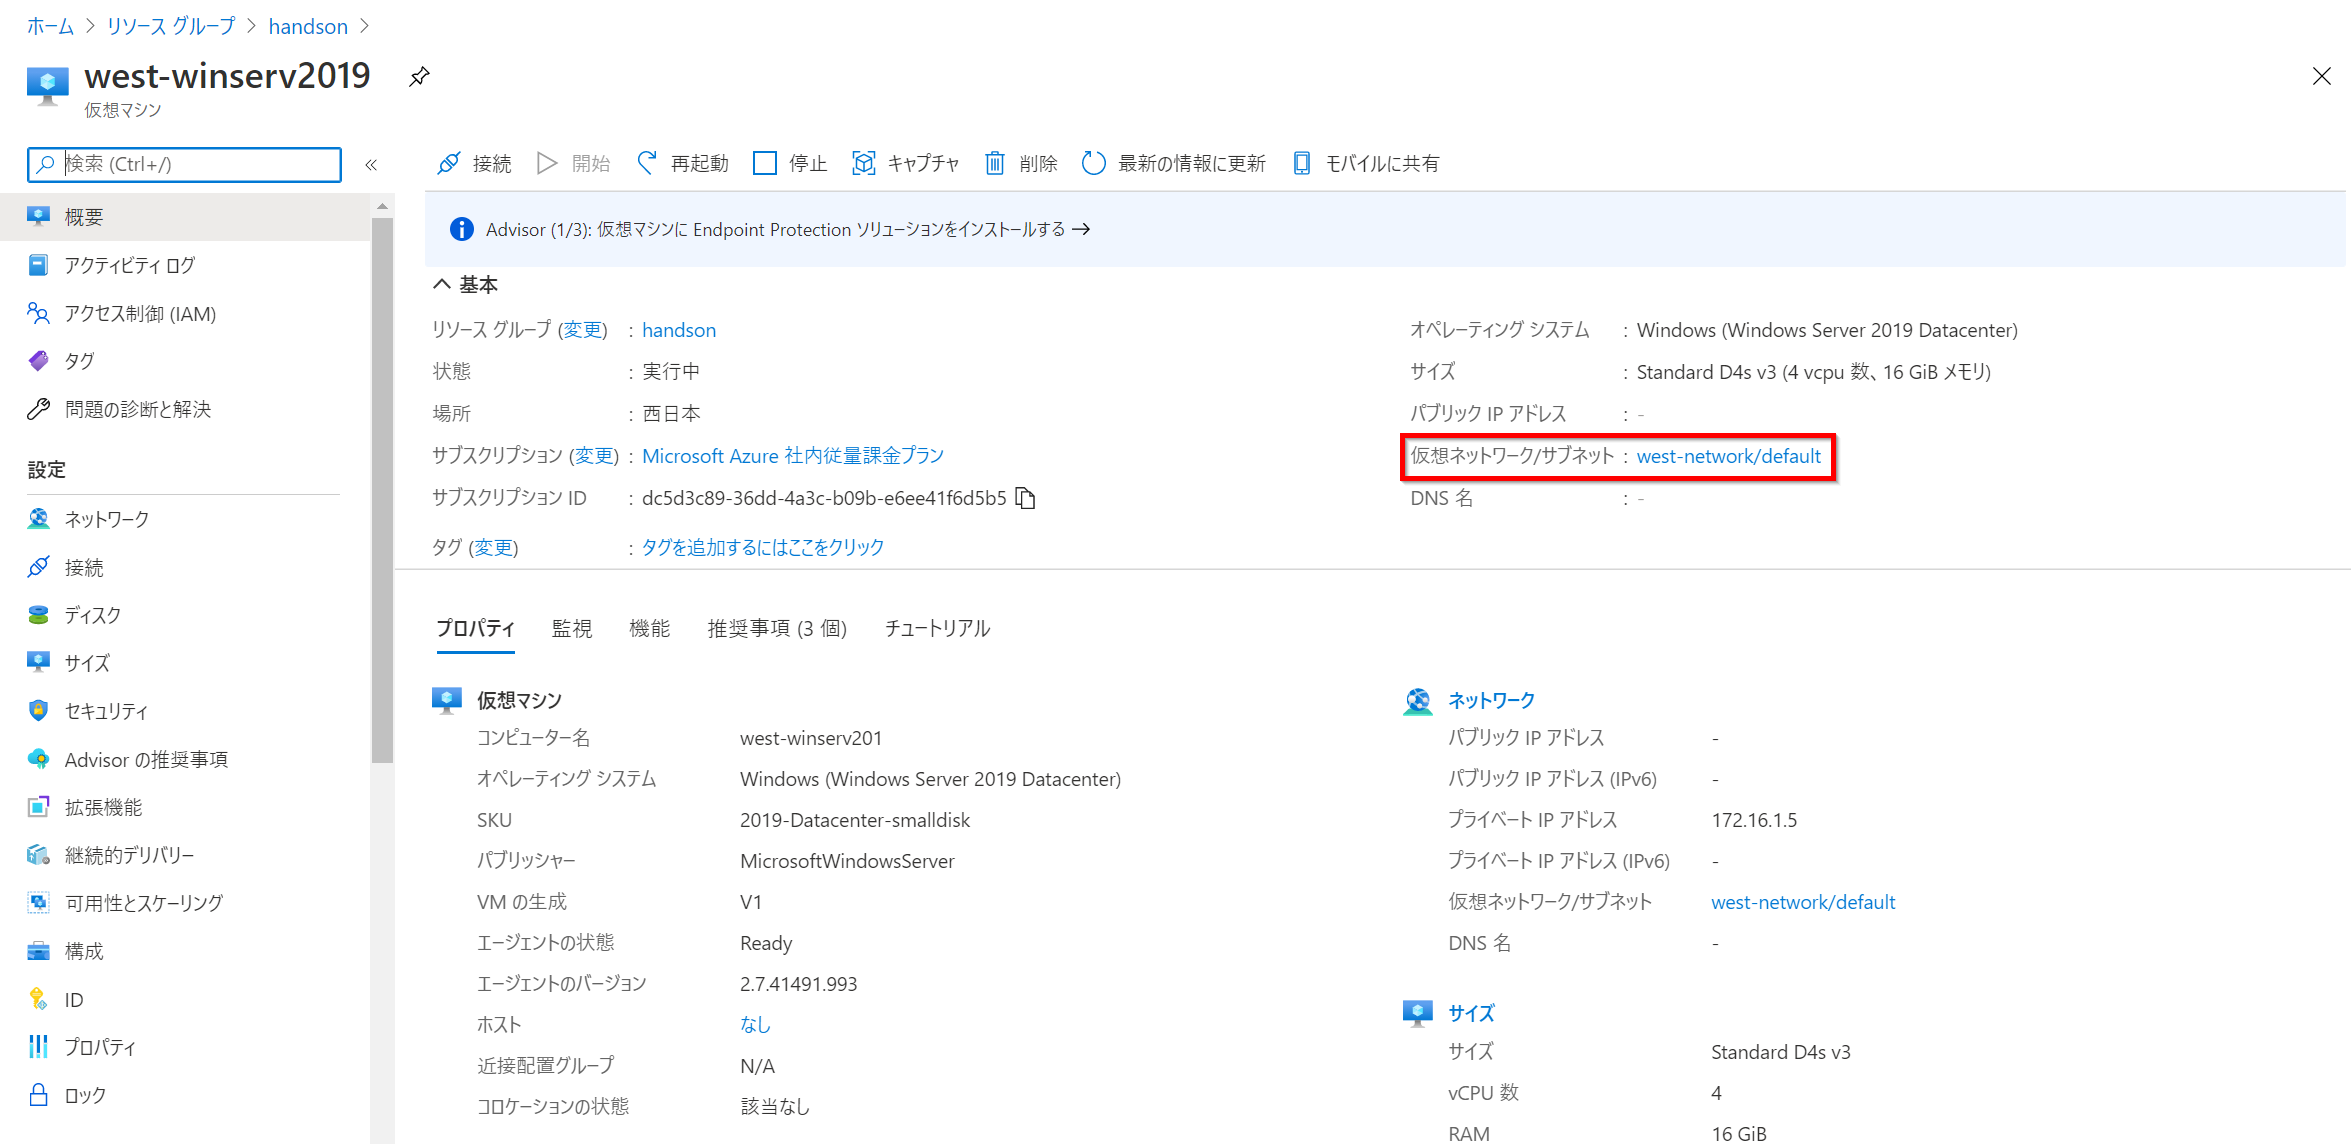 ホーム > リソース グループ > handson >
west-winserv2019
仮想マシン
検索 (Ctrl+/)
«
接続 開始 再起動 停止 キャプチャ 削除 最新の情報に更新 モバイルに共有
概要
アクティビティ ログ
アクセス制御 (IAM)
タグ
問題の診断と解決
設定
ネットワーク
接続
ディスク
サイズ
セキュリティ
Advisor の推奨事項
拡張機能
継続的デリバリー
可用性とスケーリング
構成
ID
プロパティ
ロック
Advisor (1/3): 仮想マシンに Endpoint Protection ソリューションをインストールする →
基本
リソース グループ (変更) : handson
状態 : 実行中
場所 : 西日本
サブスクリプション (変更) : Microsoft Azure 社内従量課金プラン
サブスクリプション ID : dc5d3c89-36dd-4a3c-b09b-e6ee41f6d5b5
タグ (変更) : タグを追加するにはここをクリック
オペレーティング システム : Windows (Windows Server 2019 Datacenter)
サイズ : Standard D4s v3 (4 vcpu 数、16 GiB メモリ)
パブリック IP アドレス : -
仮想ネットワーク/サブネット : west-network/default
DNS 名 : -
プロパティ 監視 機能 推奨事項 (3 個) チュートリアル
仮想マシン
コンピューター名 west-winserv201
オペレーティング システム Windows (Windows Server 2019 Datacenter)
SKU 2019-Datacenter-smalldisk
パブリッシャー MicrosoftWindowsServer
VM の生成 V1
エージェントの状態 Ready
エージェントのバージョン 2.7.41491.993
ホスト なし
近接配置グループ N/A
コロケーションの状態 該当なし
ネットワーク
パブリック IP アドレス -
パブリック IP アドレス (IPv6) -
プライベート IP アドレス 172.16.1.5
プライベート IP アドレス (IPv6) -
仮想ネットワーク/サブネット west-network/default
DNS 名 -
サイズ
サイズ Standard D4s v3
vCPU 数 4
RAM 16 GiB